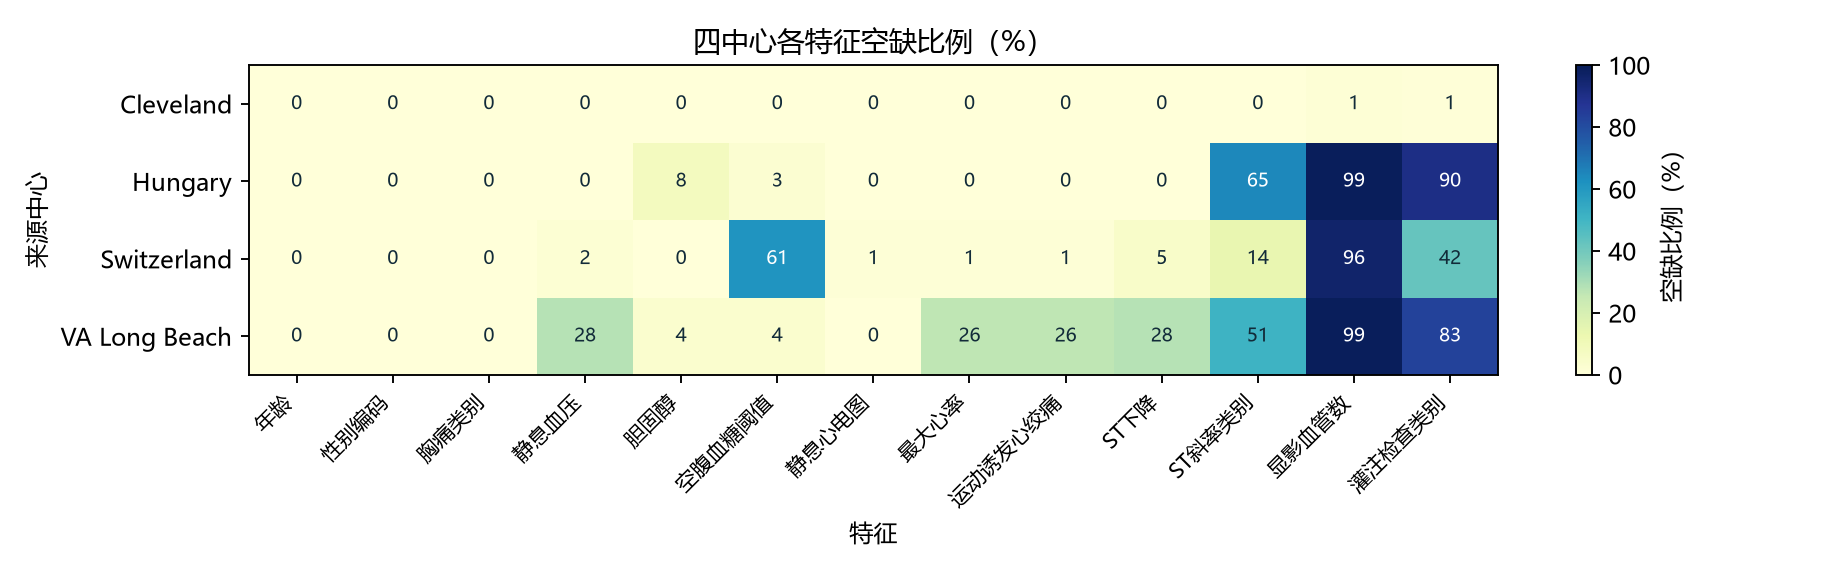 四中心各特征空缺比例（%）
来源中心
Cleveland 0 0 0 0 0 0 0 0 0 0 0 1 1
Hungary 0 0 0 0 8 3 0 0 0 0 65 99 90
Switzerland 0 0 0 2 0 61 1 1 1 5 14 96 42
VA Long Beach 0 0 0 28 4 4 0 26 26 28 51 99 83
年龄
性别编码
胸痛类别
静息血压
胆固醇
空腹血糖阈值
静息心电图
最大心率
运动诱发心绞痛
ST下降
ST斜率类别
显影血管数
灌注检查类别
特征
100
80
60
40
20
0
空缺比例（%）